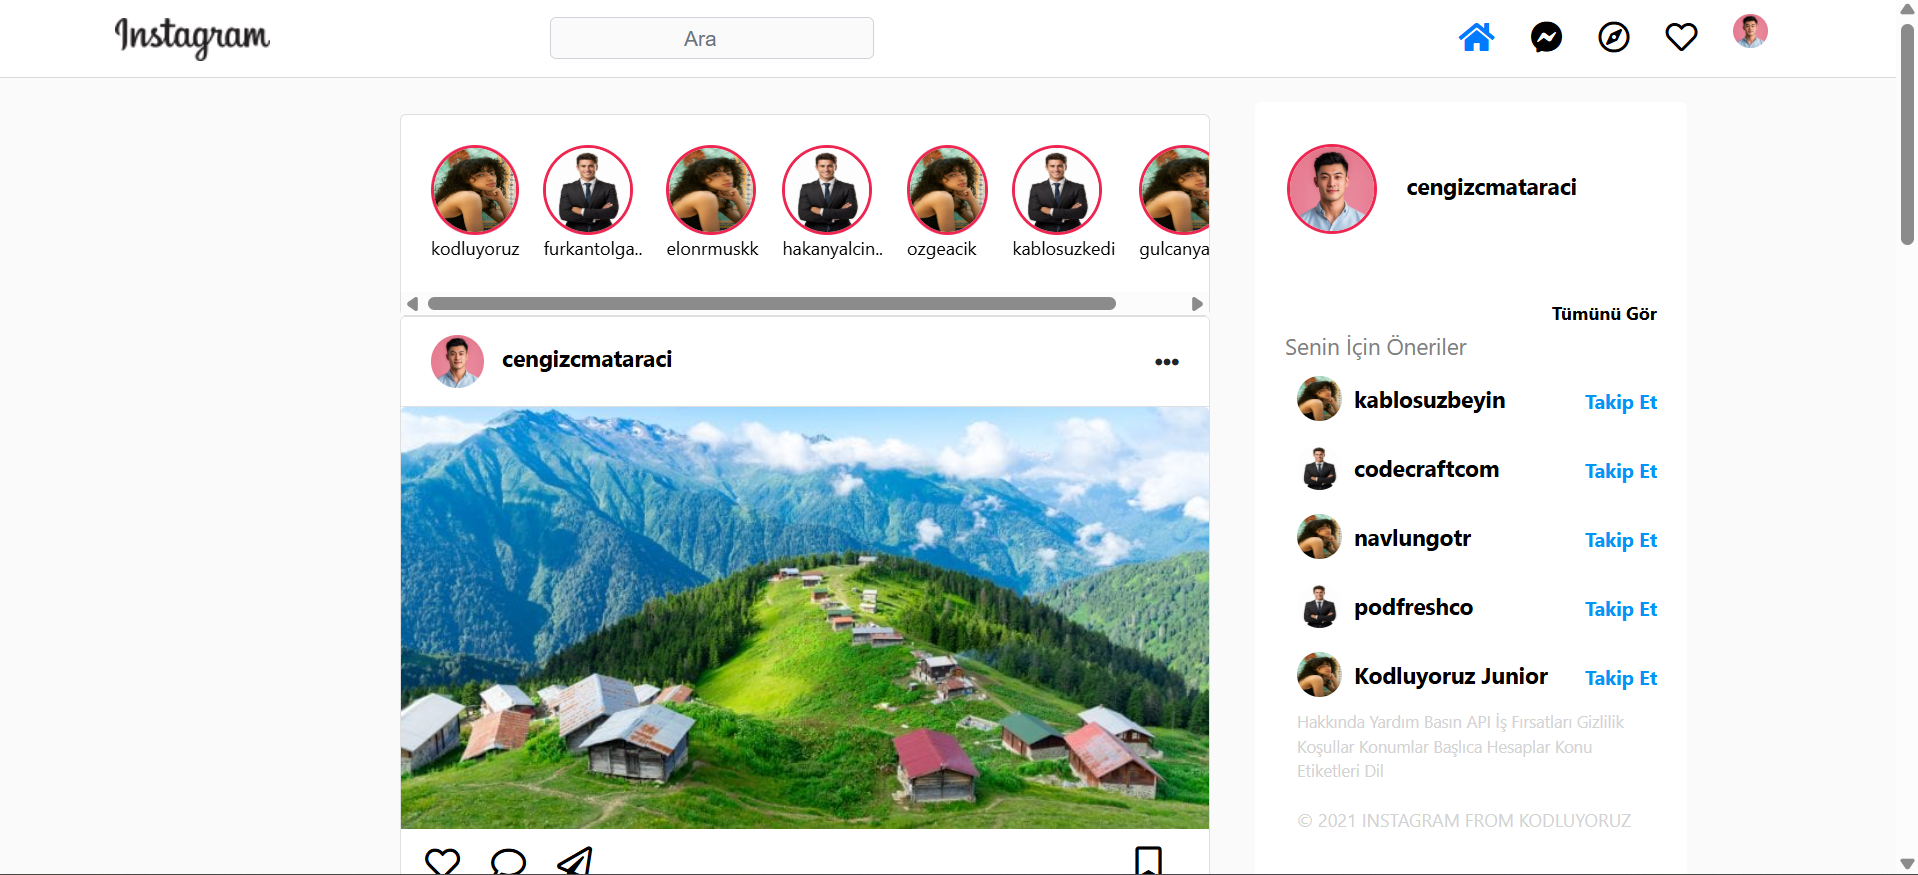 Instagram
Ara
kodluyoruz
furkantolga..
elonrmuskk
hakanyalcin..
ozgeacik
kablosuzkedi
gulcanya
cengizcmataraci
cengizcmataraci
Tümünü Gör
Senin İçin Öneriler
kablosuzbeyin Takip Et
codecraftcom Takip Et
navlungotr Takip Et
podfreshco Takip Et
Kodluyoruz Junior Takip Et
Hakkında Yardım Basın API İş Fırsatları Gizlilik
Koşullar Konumlar Başlıca Hesaplar Konu
Etiketleri Dil
© 2021 INSTAGRAM FROM KODLUYORUZ